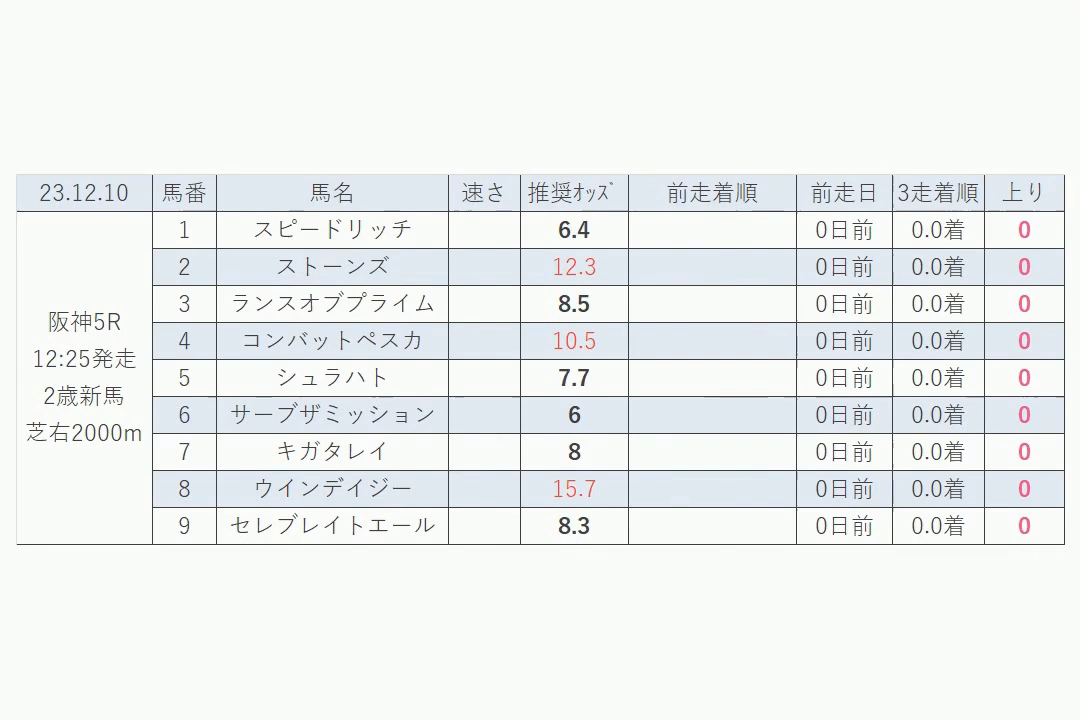 23.12.10 馬番 馬名 速さ 推奨ｵｯｽﾞ 前走着順 前走日 3走着順 上り
阪神5R
12:25発走
2歳新馬
芝右2000m
1 スピードリッチ 6.4 0日前 0.0着 0
2 ストーンズ 12.3 0日前 0.0着 0
3 ランスオブプライム 8.5 0日前 0.0着 0
4 コンバットペスカ 10.5 0日前 0.0着 0
5 シュラハト 7.7 0日前 0.0着 0
6 サーブザミッション 6 0日前 0.0着 0
7 キガタレイ 8 0日前 0.0着 0
8 ウインデイジー 15.7 0日前 0.0着 0
9 セレブレイトエール 8.3 0日前 0.0着 0